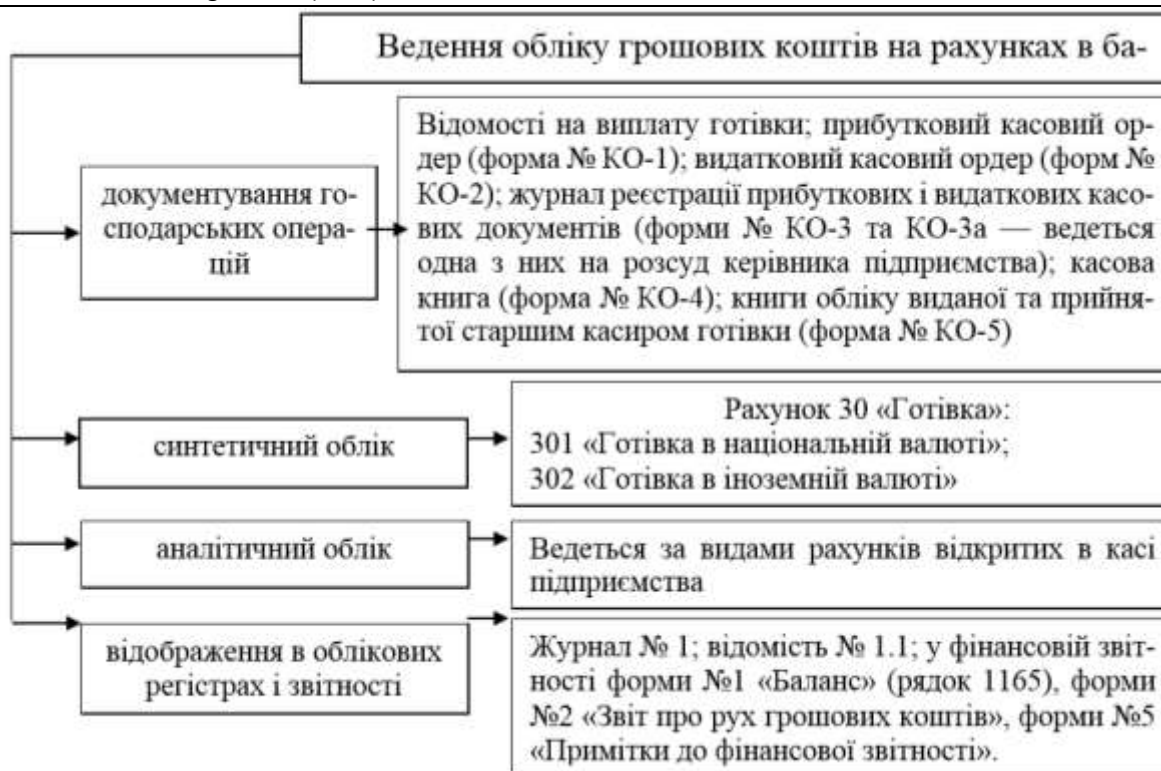 Ведення обліку грошових коштів на рахунках в ба-
документування го-
сподарських опера-
цій
Відомості на виплату готівки; прибутковий касовий ор-
дер (форма № КО-1); видатковий касовий ордер (форм №
КО-2); журнал реєстрації прибуткових і видаткових касо-
вих документів (форми № КО-3 та КО-3а — ведеться
одна з них на розсуд керівника підприємства); касова
книга (форма № КО-4); книги обліку виданої та прийня-
тої старшим касиром готівки (форма № КО-5)
синтетичний облік
Рахунок 30 «Готівка»:
301 «Готівка в національній валюті»;
302 «Готівка в іноземній валюті»
аналітичний облік
Ведеться за видами рахунків відкритих в касі
підприємства
відображення в облікових
регістрах і звітності
Журнал № 1; відомість № 1.1; у фінансовій звіт-
ності форми №1 «Баланс» (рядок 1165), форми
№2 «Звіт про рух грошових коштів», форми №5
«Примітки до фінансової звітності».